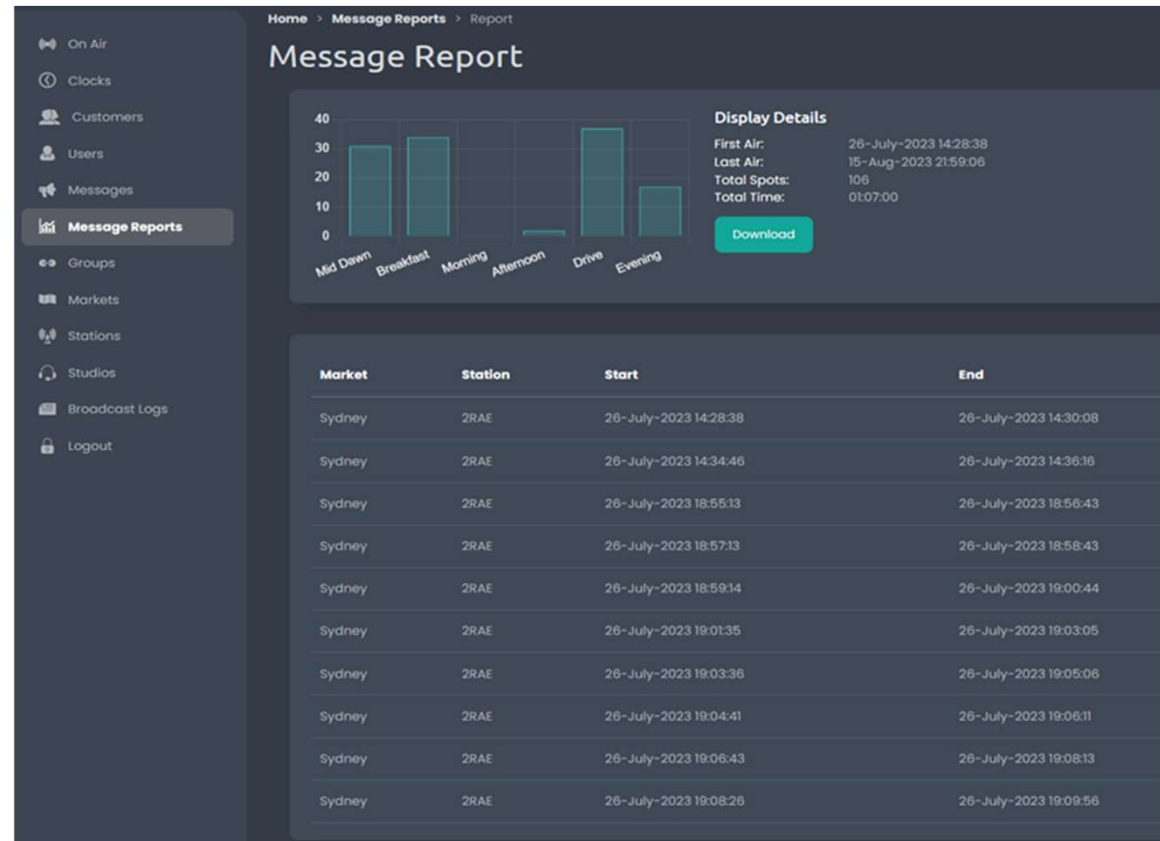 Home > Message Reports > Report
Message Report
On Air
Clocks
Customers
Users
Messages
Message Reports
Groups
Markets
Stations
Studios
Broadcast Logs
Logout
40
30
20
10
0
Mid Dawn
Breakfast
Morning
Afternoon
Drive
Evening
Display Details
First Air: 26-July-2023 14:28:38
Last Air: 15-Aug-2023 21:59:06
Total Spots: 106
Total Time: 01:07:00
Download
Market Station Start End
Sydney 2RAE 26-July-2023 14:28:38 26-July-2023 14:30:08
Sydney 2RAE 26-July-2023 14:34:46 26-July-2023 14:36:16
Sydney 2RAE 26-July-2023 18:55:13 26-July-2023 18:56:43
Sydney 2RAE 26-July-2023 18:57:13 26-July-2023 18:58:43
Sydney 2RAE 26-July-2023 18:59:14 26-July-2023 19:00:44
Sydney 2RAE 26-July-2023 19:01:35 26-July-2023 19:03:05
Sydney 2RAE 26-July-2023 19:03:36 26-July-2023 19:05:06
Sydney 2RAE 26-July-2023 19:04:41 26-July-2023 19:06:11
Sydney 2RAE 26-July-2023 19:06:43 26-July-2023 19:08:13
Sydney 2RAE 26-July-2023 19:08:26 26-July-2023 19:09:56